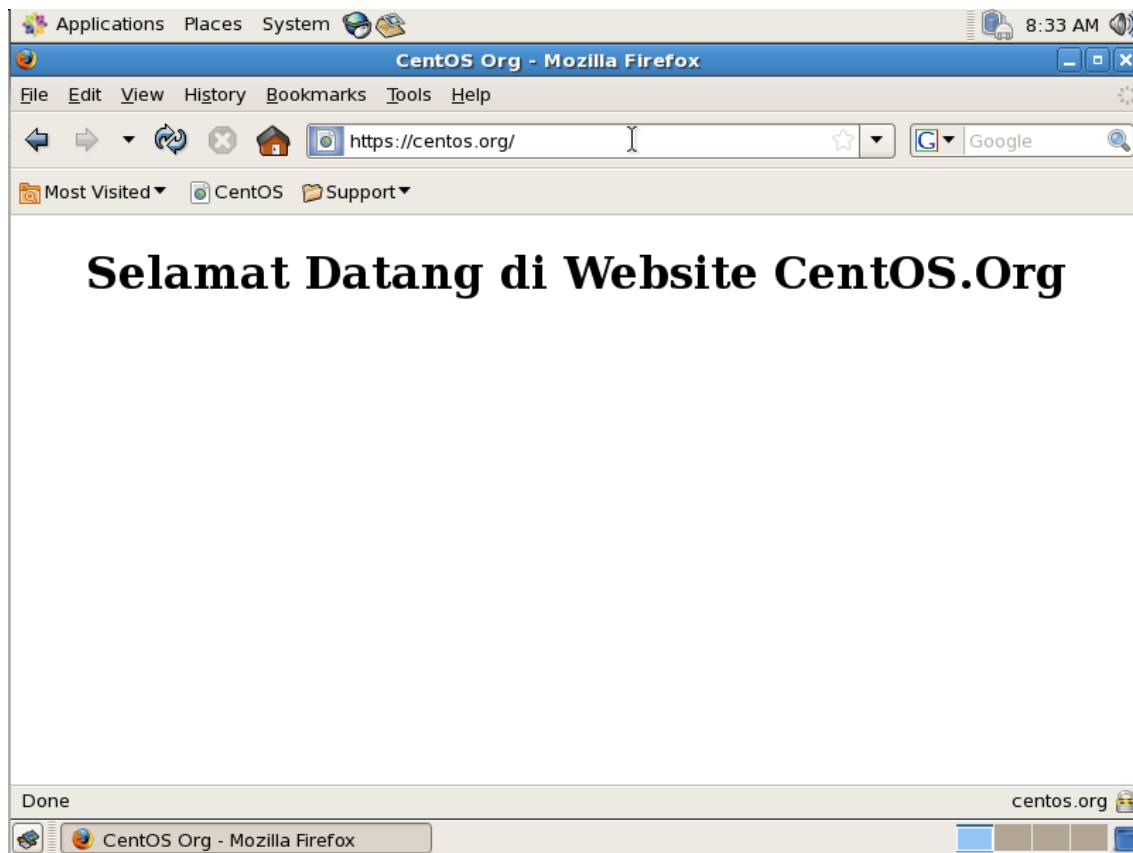 Applications Places System 8:33 AM
CentOS Org - Mozilla Firefox
File Edit View History Bookmarks Tools Help
https://centos.org/ G Google
Most Visited CentOS Support
Selamat Datang di Website CentOS.Org
Done centos.org
CentOS Org - Mozilla Firefox